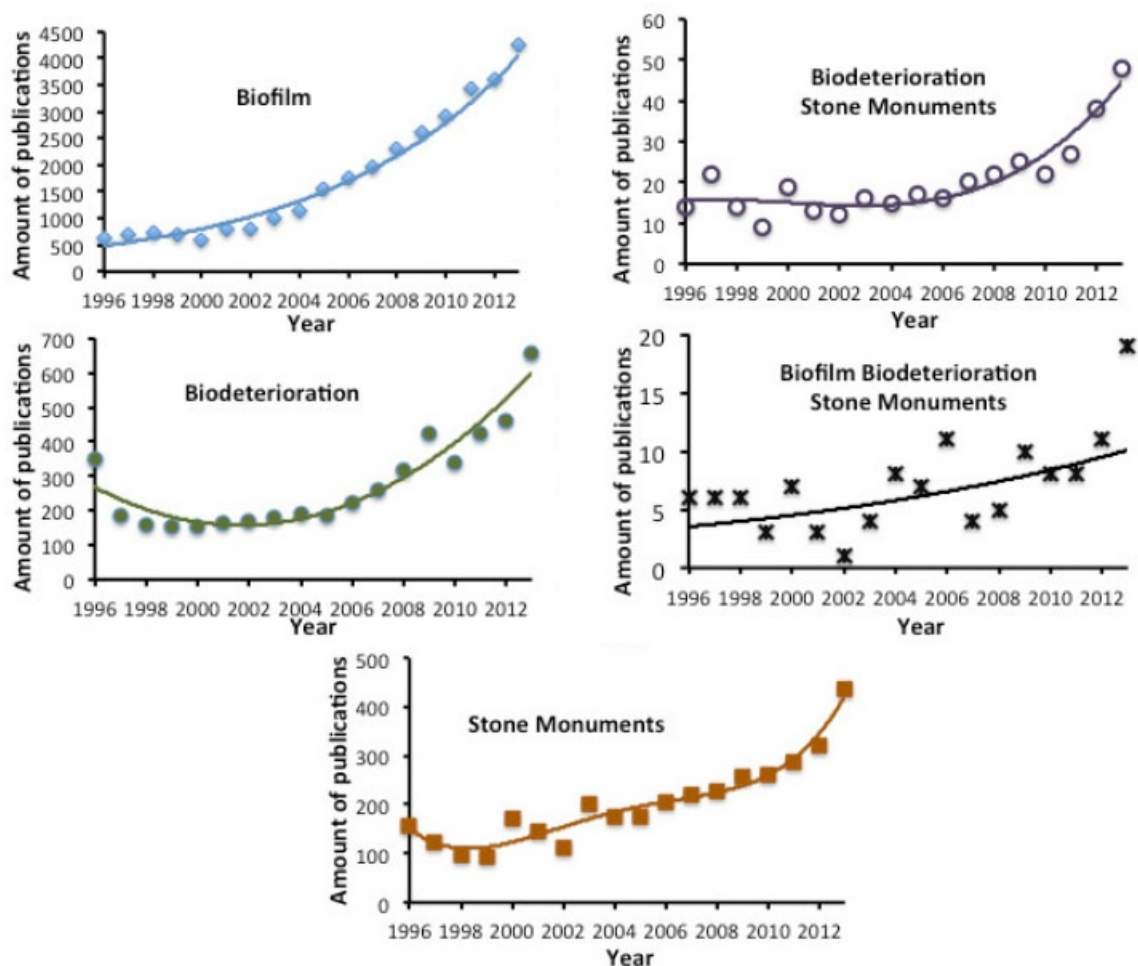 Amount of publications
4500
4000
3500
3000
2500
2000
1500
1000
500
0
Biofilm
1996 1998 2000 2002 2004 2006 2008 2010 2012
Year
Amount of publications
60
50
40
30
20
10
0
Biodeterioration
Stone Monuments
1996 1998 2000 2002 2004 2006 2008 2010 2012
Year
Amount of publications
700
600
500
400
300
200
100
0
Biodeterioration
1996 1998 2000 2002 2004 2006 2008 2010 2012
Year
Amount of publications
20
15
10
5
0
Biofilm Biodeterioration
Stone Monuments
1996 1998 2000 2002 2004 2006 2008 2010 2012
Year
Amount of publications
500
400
300
200
100
0
Stone Monuments
1996 1998 2000 2002 2004 2006 2008 2010 2012
Year